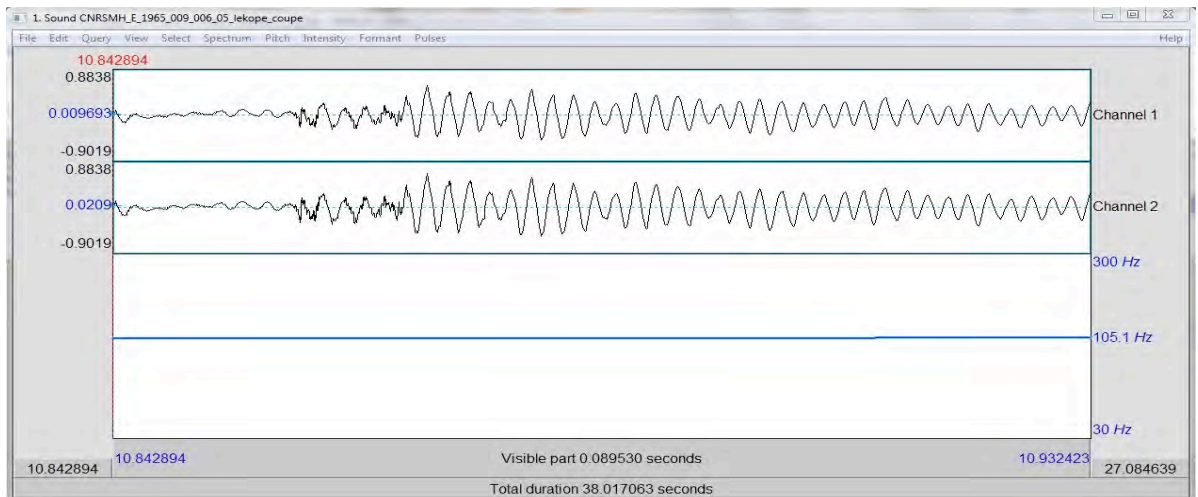 1. Sound CNRSMH_E_1965_009_006_05_lekope_coupe
File Edit Query View Select Spectrum Pitch Intensity Formant Pulses Help
10.842894
0.8838
0.009693
-0.9019
Channel 1
0.8838
0.0209
-0.9019
Channel 2
300 Hz
105.1 Hz
30 Hz
10.842894 10.842894 Visible part 0.089530 seconds 10.932423 27.084639
Total duration 38.017063 seconds